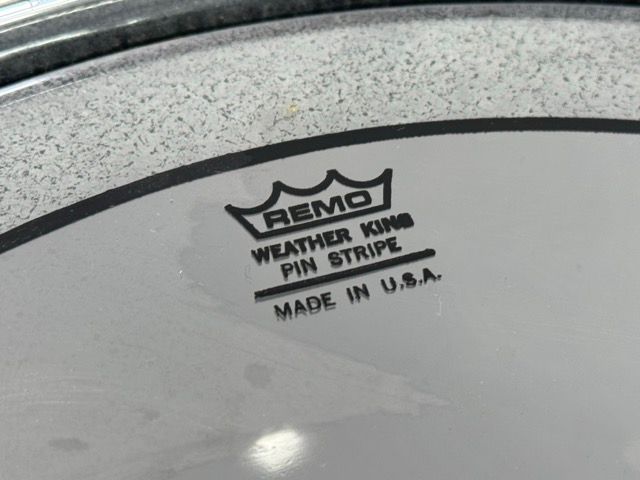 REMO
WEATHER KING
PIN STRIPE
MADE IN U.S.A.